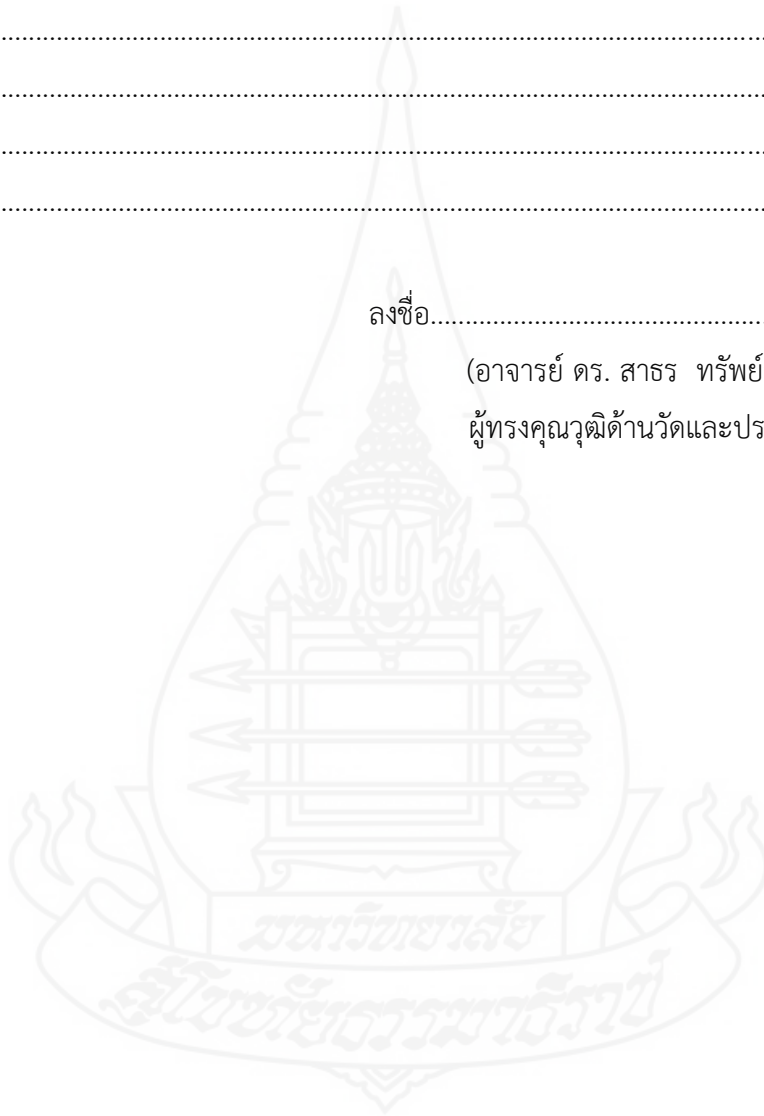 ................................................................................................................
................................................................................................................
................................................................................................................
................................................................................................................
ลงชื่อ................................................
(อาจารย์ ดร. สาธร ทรัพย์
ผู้ทรงคุณวุฒิด้านวัดและประ
มหาวิทยาลัย
สุโขทัยธรรมาธิราช